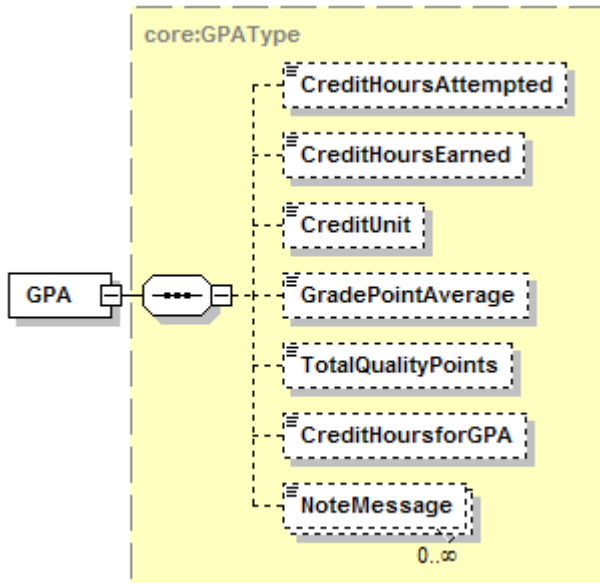 core:GPAType
CreditHoursAttempted
CreditHoursEarned
CreditUnit
GPA
GradePointAverage
TotalQualityPoints
CreditHoursforGPA
NoteMessage
0..∞